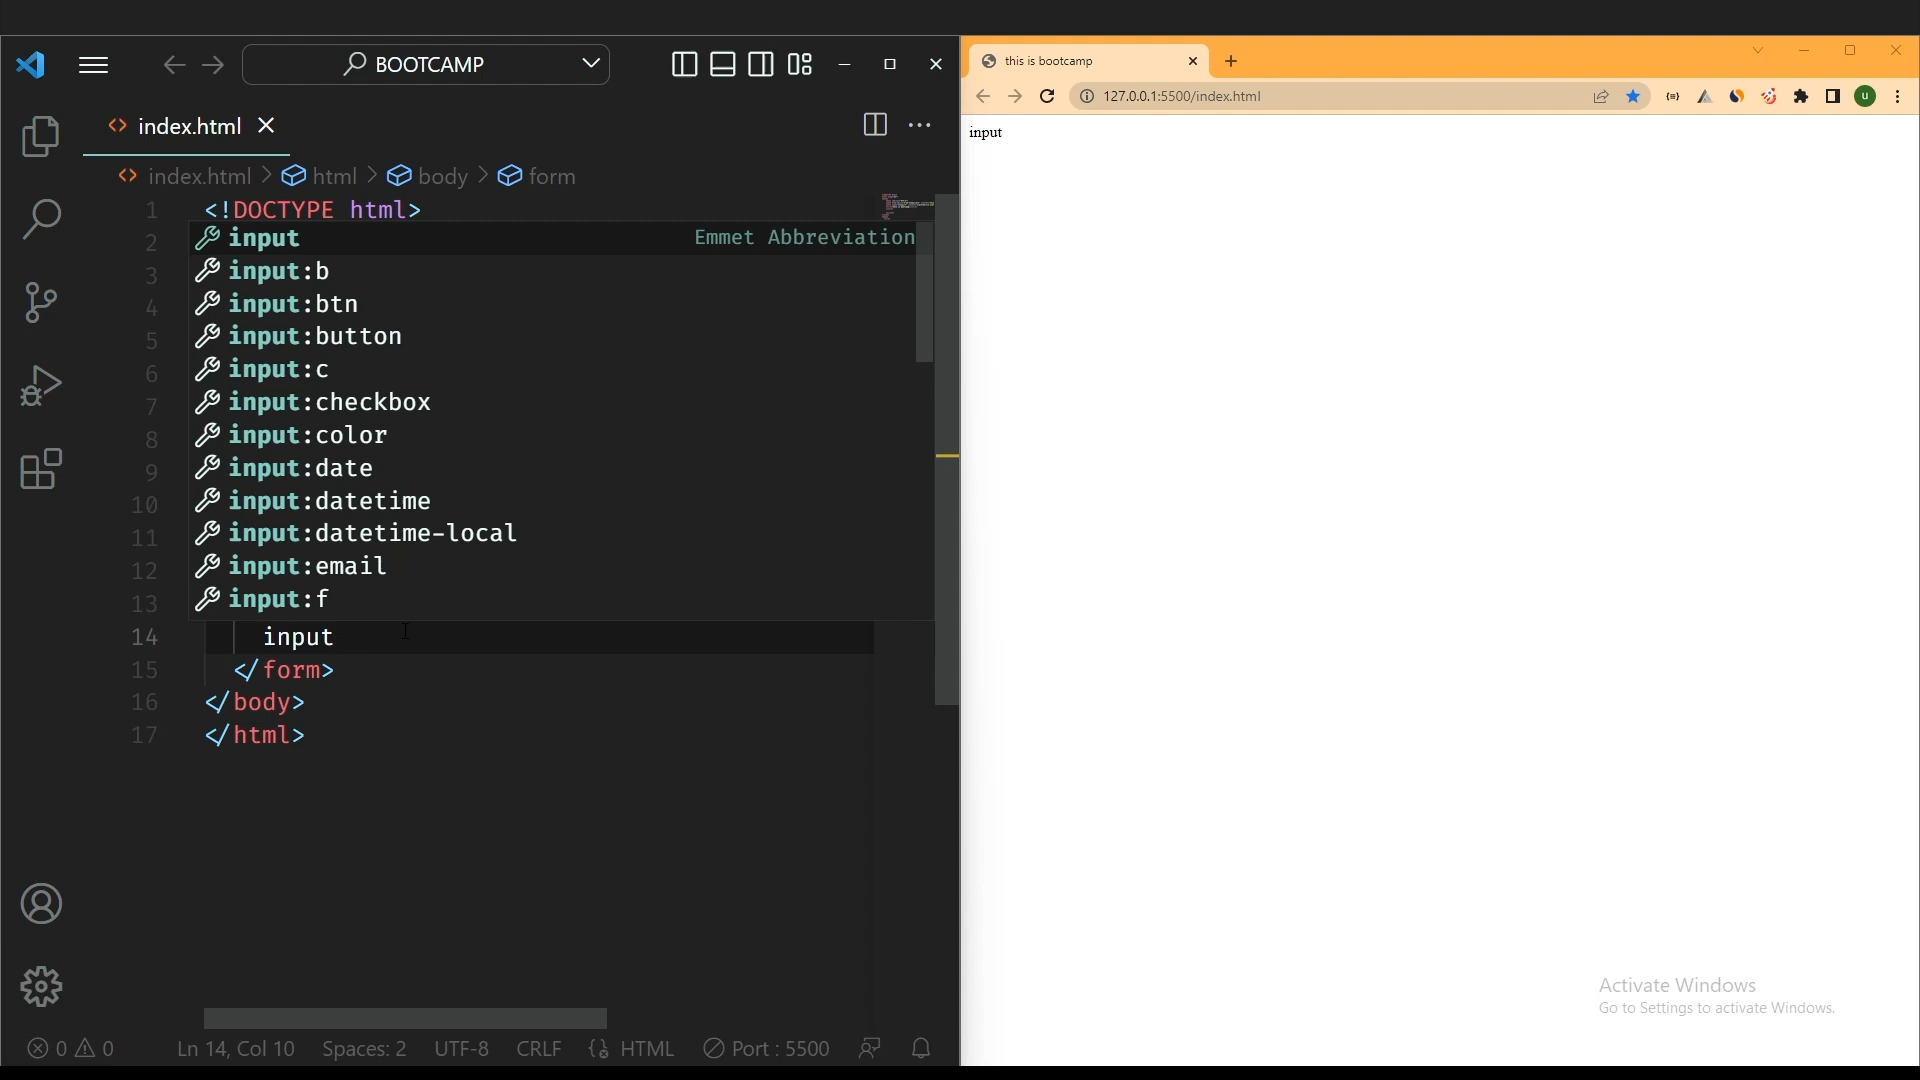 BOOTCAMP
index.html
index.html > html > body > form
1 <!DOCTYPE html>
2 input Emmet Abbreviation
3 input:b
4 input:btn
5 input:button
6 input:c
7 input:checkbox
8 input:color
9 input:date
10 input:datetime
11 input:datetime-local
12 input:email
13 input:f
14 input
15 </form>
16 </body>
17 </html>
0 0 Ln 14, Col 10 Spaces: 2 UTF-8 CRLF HTML Port : 5500
this is bootcamp
127.0.0.1:5500/index.html
U
input
Activate Windows
Go to Settings to activate Windows.